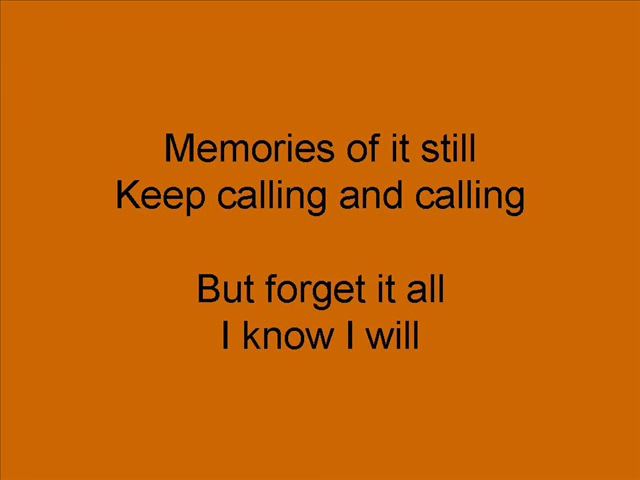 Memories of it still
Keep calling and calling
But forget it all
I know I will